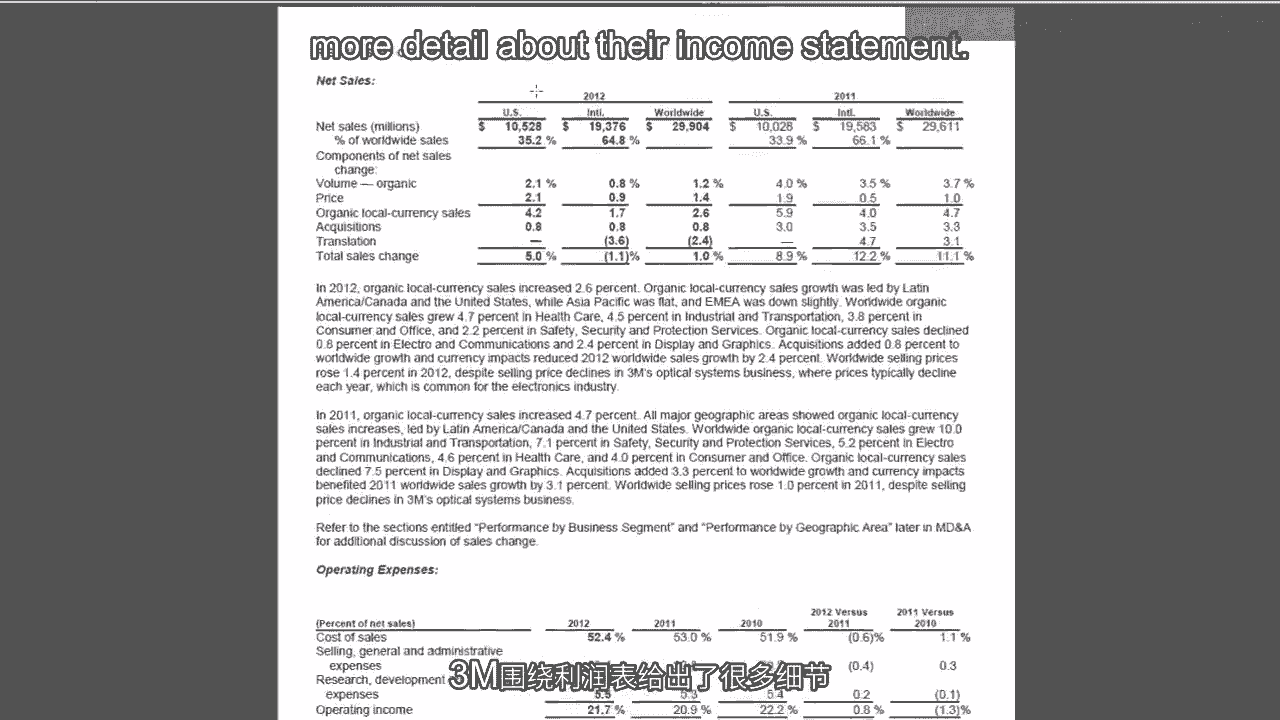 more detail about their income statement.
Net Sales:
2012 2011
U.S. Intl. Worldwide U.S. Intl. Worldwide
Net sales (millions) $ 10,528 $ 19,376 $ 29,904 $ 10,028 $ 19,583 $ 29,611
% of worldwide sales 35.2 % 64.8 % 33.9 % 66.1 %
Components of net sales
change:
Volume — organic 2.1 % 0.8 % 1.2 % 4.0 % 3.5 % 3.7 %
Price 2.1 0.9 1.4 1.9 0.5 1.0
Organic local-currency sales 4.2 1.7 2.6 5.9 4.0 4.7
Acquisitions 0.8 0.8 0.8 3.0 3.5 3.3
Translation — (3.6) (2.4) — 4.7 3.1
Total sales change 5.0 % (1.1)% 1.0 % 8.9 % 12.2 % 11.1 %
In 2012, organic local-currency sales increased 2.6 percent. Organic local-currency sales growth was led by Latin
America/Canada and the United States, while Asia Pacific was flat, and EMEA was down slightly. Worldwide organic
local-currency sales grew 4.7 percent in Health Care, 4.5 percent in Industrial and Transportation, 3.8 percent in
Consumer and Office, and 2.2 percent in Safety, Security and Protection Services. Organic local-currency sales declined
0.8 percent in Electro and Communications and 2.4 percent in Display and Graphics. Acquisitions added 0.8 percent to
worldwide growth and currency impacts reduced 2012 worldwide sales growth by 2.4 percent. Worldwide selling prices
rose 1.4 percent in 2012, despite selling price declines in 3M's optical systems business, where prices typically decline
each year, which is common for the electronics industry.
In 2011, organic local-currency sales increased 4.7 percent. All major geographic areas showed organic local-currency
sales increases, led by Latin America/Canada and the United States. Worldwide organic local-currency sales grew 10.0
percent in Industrial and Transportation, 7.1 percent in Safety, Security and Protection Services, 5.2 percent in Electro
and Communications, 4.6 percent in Health Care, and 4.0 percent in Consumer and Office. Organic local-currency sales
declined 7.5 percent in Display and Graphics. Acquisitions added 3.3 percent to worldwide growth and currency impacts
benefited 2011 worldwide sales growth by 3.1 percent. Worldwide selling prices rose 1.0 percent in 2011, despite selling
price declines in 3M's optical systems business.
Refer to the sections entitled "Performance by Business Segment" and "Performance by Geographic Area" later in MD&A
for additional discussion of sales change.
Operating Expenses:
2012 Versus 2011 Versus
(Percent of net sales) 2012 2011 2010 2011 2010
Cost of sales 52.4 % 53.0 % 51.9 % (0.6)% 1.1 %
Selling, general and administrative
expenses (0.4) 0.3
Research, development
expenses 5.5 5.3 5.4 0.2 (0.1)
3M围绕利润表给出了很多细节
Operating income 21.7 % 20.9 % 22.2 % 0.8 % (1.3)%